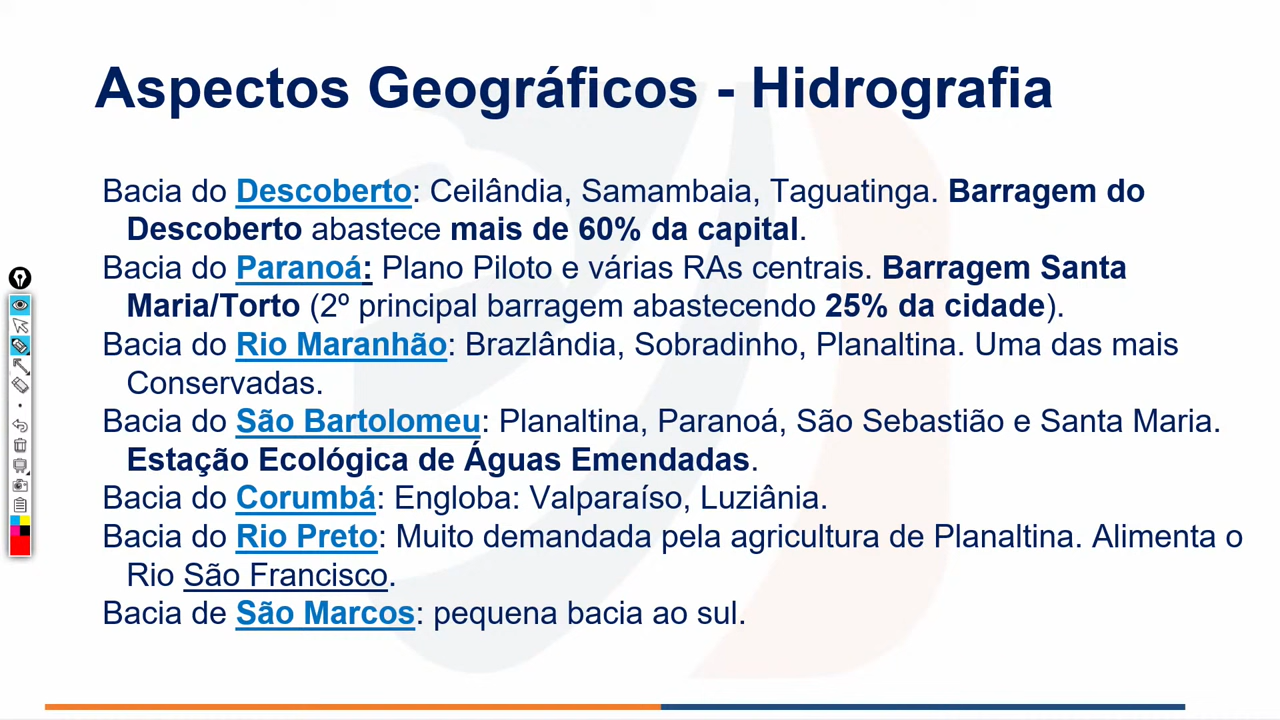 Aspectos Geográficos - Hidrografia
Bacia do Descoberto: Ceilândia, Samambaia, Taguatinga. Barragem do
Descoberto abastece mais de 60% da capital.
Bacia do Paranoá: Plano Piloto e várias RAs centrais. Barragem Santa
Maria/Torto (2º principal barragem abastecendo 25% da cidade).
Bacia do Rio Maranhão: Brazlândia, Sobradinho, Planaltina. Uma das mais
Conservadas.
Bacia do São Bartolomeu: Planaltina, Paranoá, São Sebastião e Santa Maria.
Estação Ecológica de Águas Emendadas.
Bacia do Corumbá: Engloba: Valparaíso, Luziânia.
Bacia do Rio Preto: Muito demandada pela agricultura de Planaltina. Alimenta o
Rio São Francisco.
Bacia de São Marcos: pequena bacia ao sul.